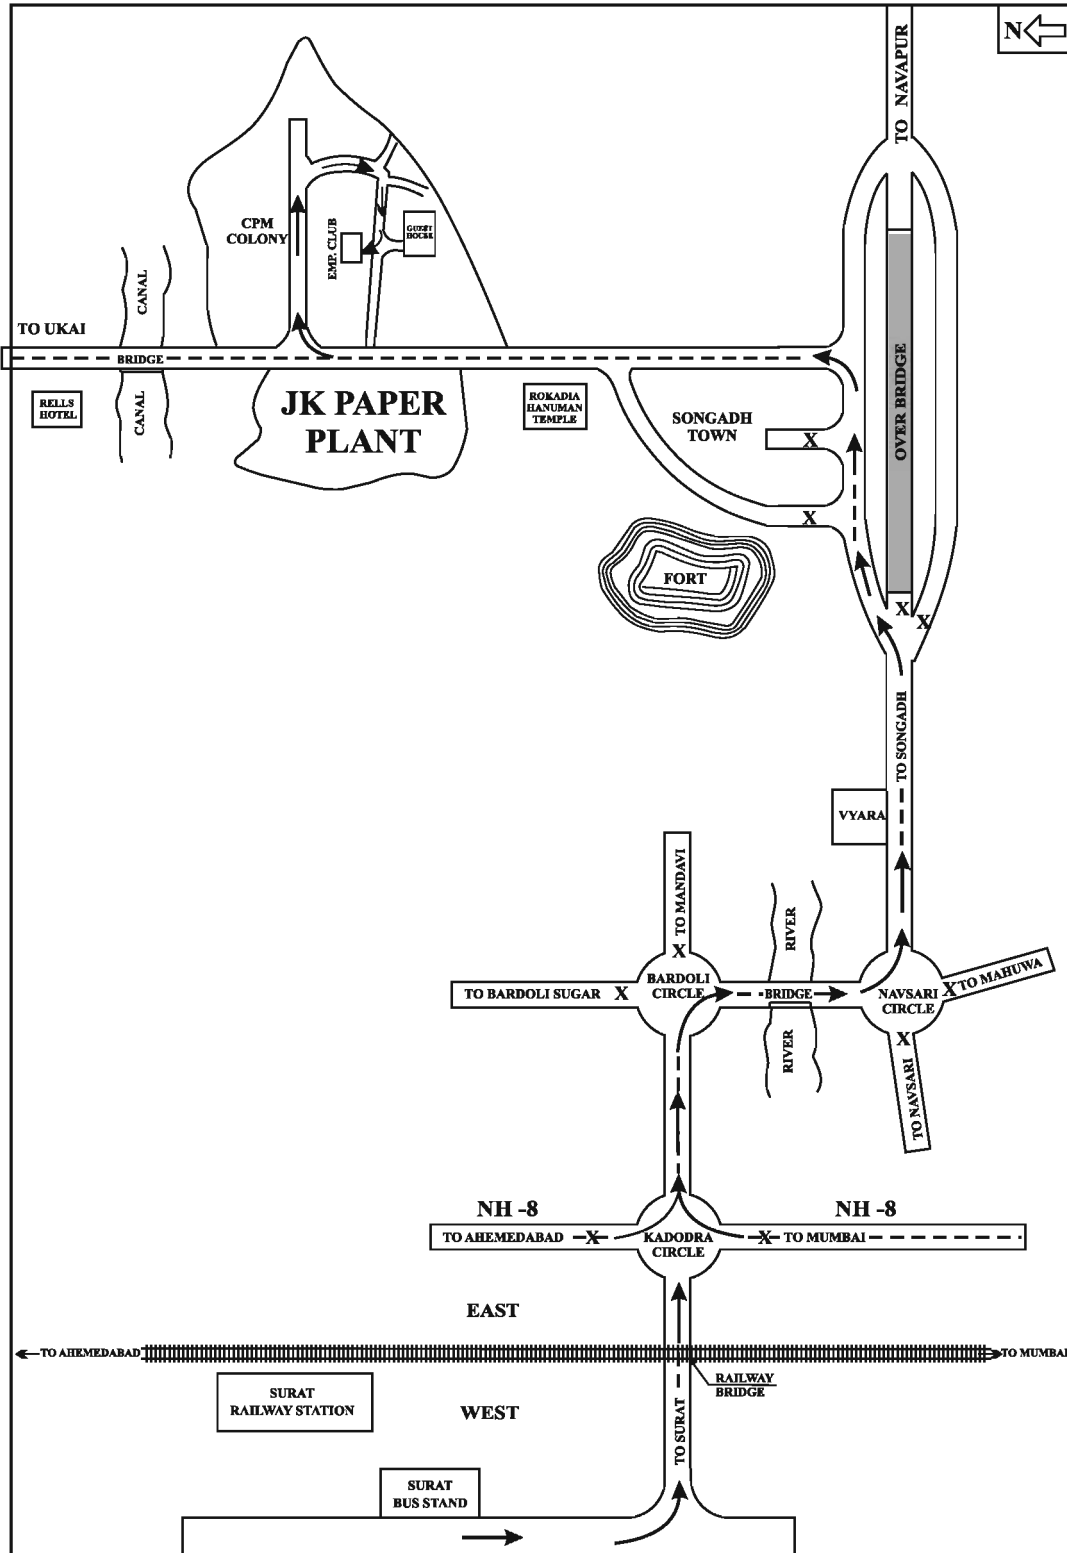 N
TO NAVAPUR
CPM
COLONY
EMP. CLUB
GUEST
HOUSE
CANAL
TO UKAI
BRIDGE
RELLS
HOTEL
CANAL
JK PAPER
PLANT
ROKADIA
HANUMAN
TEMPLE
SONGADH
TOWN
X
X
OVER BRIDGE
FORT
X
X
TO SONGADH
VYARA
TO MANDAVI
X
RIVER
TO BARDOLI SUGAR
X
BARDOLI
CIRCLE
BRIDGE
NAVSARI
CIRCLE
X
TO MAHUWA
RIVER
X
TO NAVSARI
NH -8
NH -8
TO AHEMEDABAD
X
KADODRA
CIRCLE
X
TO MUMBAI
EAST
TO AHEMEDABAD
TO MUMBAI
RAILWAY
BRIDGE
SURAT
RAILWAY STATION
WEST
TO SURAT
SURAT
BUS STAND